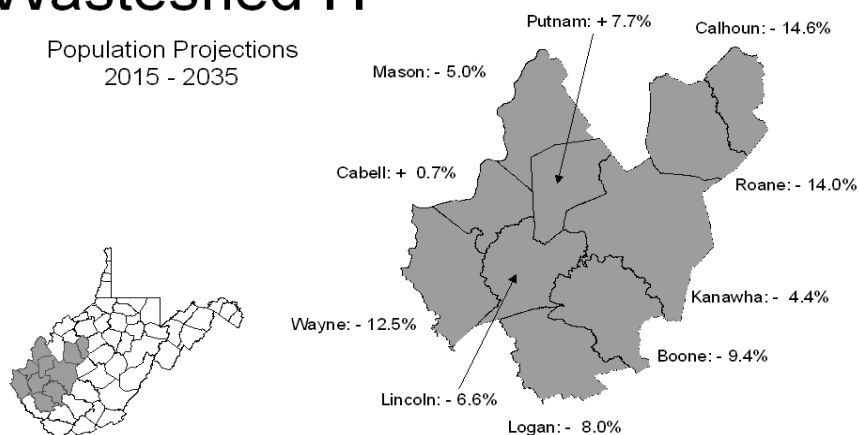 Population Projections
2015 - 2035
Putnam: + 7.7%
Calhoun: - 14.6%
Mason: - 5.0%
Cabell: + 0.7%
Roane: - 14.0%
Kanawha: - 4.4%
Wayne: - 12.5%
Boone: - 9.4%
Lincoln: - 6.6%
Logan: - 8.0%